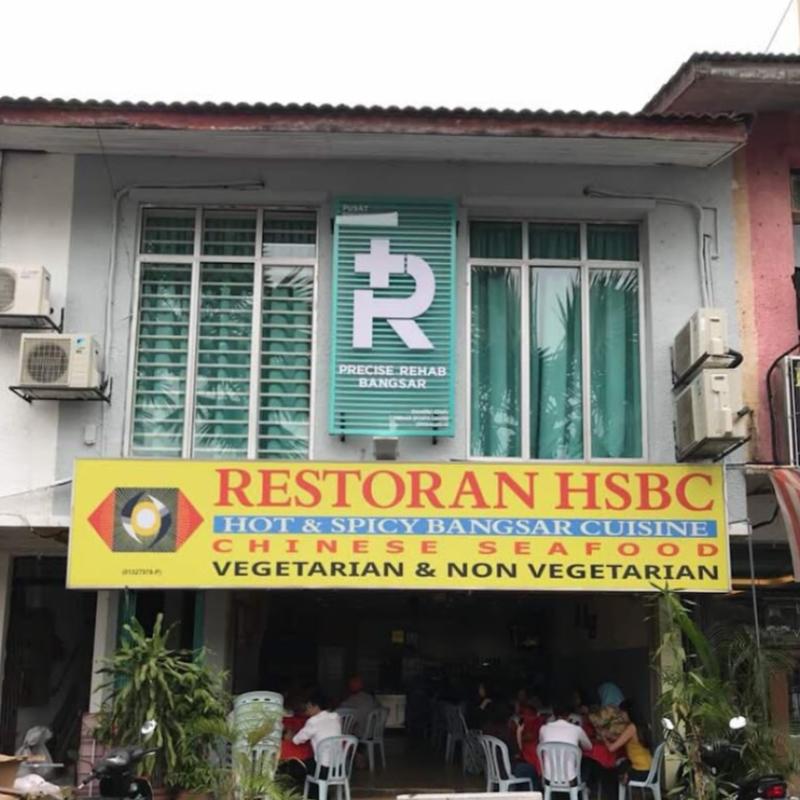 PUSAT
R
PRECISE REHAB
BANGSAR
RESTORAN HSBC
HOT & SPICY BANGSAR CUISINE
CHINESE SEAFOOD
VEGETARIAN & NON VEGETARIAN